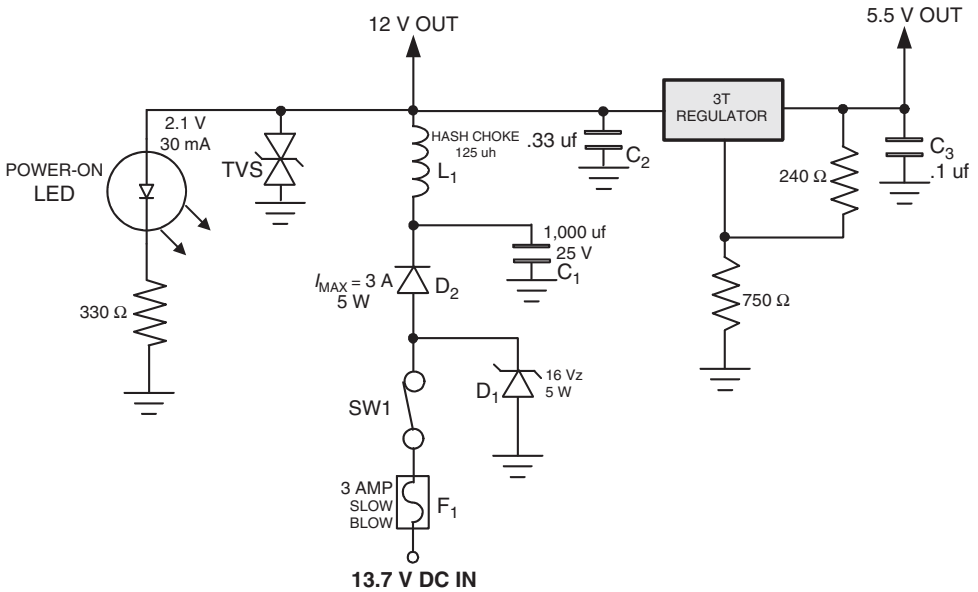 12 V OUT
5.5 V OUT
2.1 V
30 mA
POWER-ON
LED
TVS
HASH CHOKE
125 uh
L1
.33 uf
C2
3T
REGULATOR
240 Ω
C3
.1 uf
1,000 uf
25 V
C1
IMAX = 3 A
5 W
D2
330 Ω
750 Ω
SW1
D1
16 Vz
5 W
3 AMP
SLOW
BLOW
F1
13.7 V DC IN